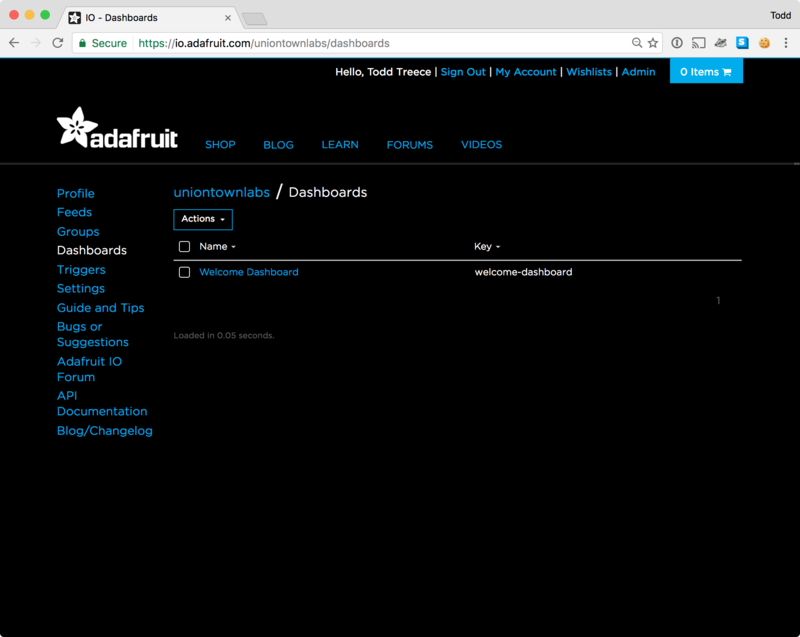 IO - Dashboards
Todd
Secure https://io.adafruit.com/uniontownlabs/dashboards
Hello, Todd Treece | Sign Out | My Account | Wishlists | Admin
0 Items
adafruit
SHOP BLOG LEARN FORUMS VIDEOS
Profile
Feeds
Groups
Dashboards
Triggers
Settings
Guide and Tips
Bugs or
Suggestions
Adafruit IO
Forum
API
Documentation
Blog/Changelog
uniontownlabs / Dashboards
Actions
Name Key
Welcome Dashboard welcome-dashboard
1
Loaded in 0.05 seconds.